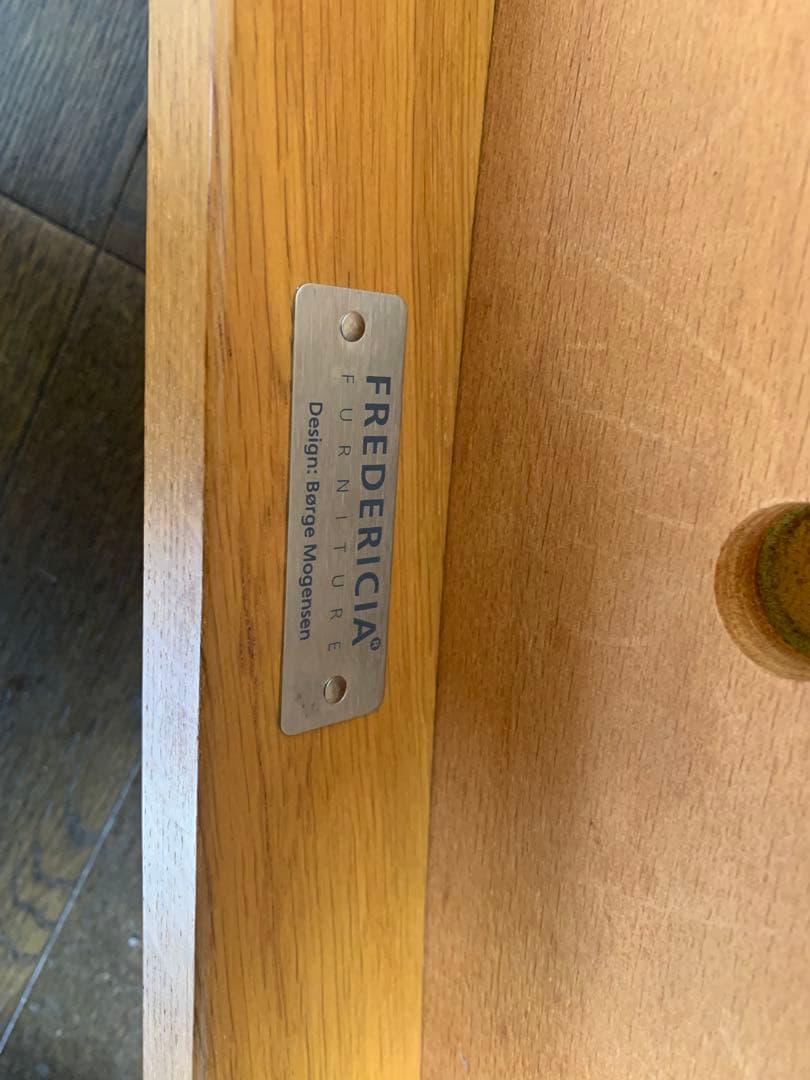 FREDERICIA®
FURNITURE
Design: Børge Mogensen